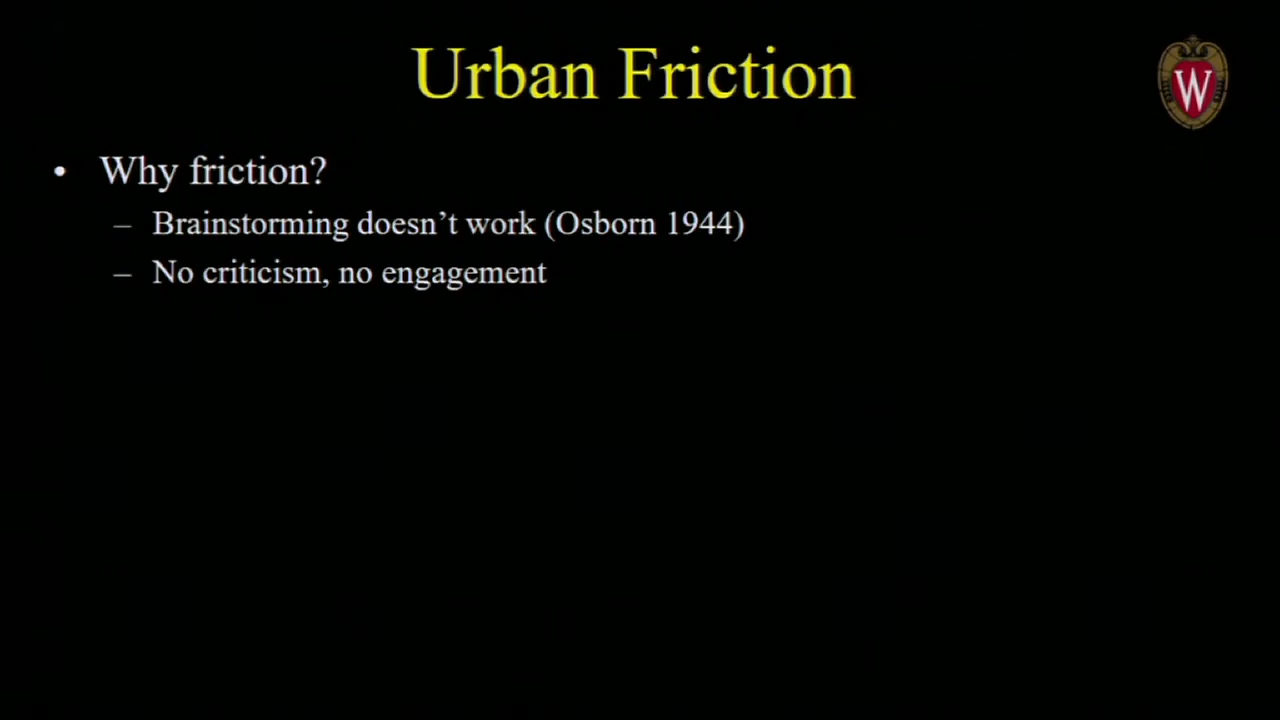 Urban Friction
W
• Why friction?
– Brainstorming doesn't work (Osborn 1944)
– No criticism, no engagement